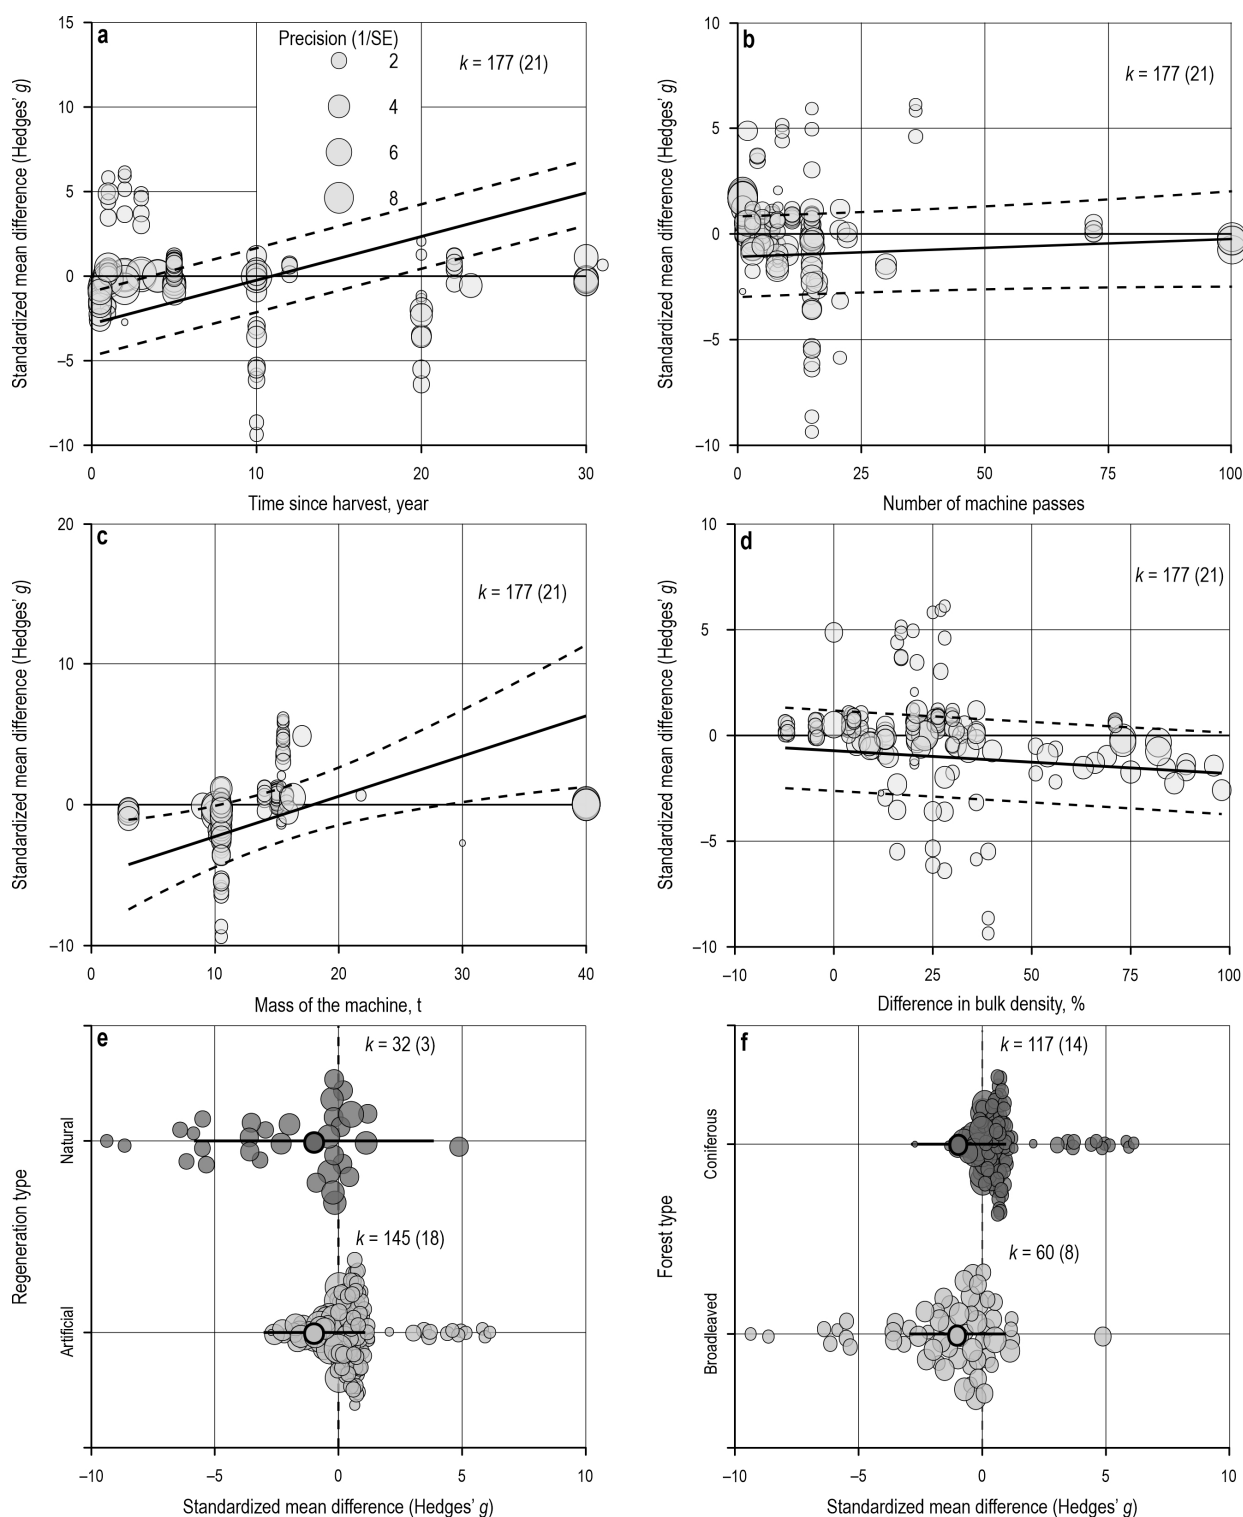 a
Precision (1/SE)
2
4
6
8
k = 177 (21)
15
10
5
0
–5
–10
0
10
20
30
Standardized mean difference (Hedges' g)
Time since harvest, year
b
k = 177 (21)
10
5
0
–5
–10
0
25
50
75
100
Standardized mean difference (Hedges' g)
Number of machine passes
c
k = 177 (21)
20
10
0
–10
0
10
20
30
40
Standardized mean difference (Hedges' g)
Mass of the machine, t
d
k = 177 (21)
10
5
0
–5
–10
–10
0
25
50
75
100
Standardized mean difference (Hedges' g)
Difference in bulk density, %
e
k = 32 (3)
Natural
k = 145 (18)
Artificial
Regeneration type
–10
–5
0
5
10
Standardized mean difference (Hedges' g)
f
k = 117 (14)
Coniferous
k = 60 (8)
Broadleaved
Forest type
–10
–5
0
5
10
Standardized mean difference (Hedges' g)